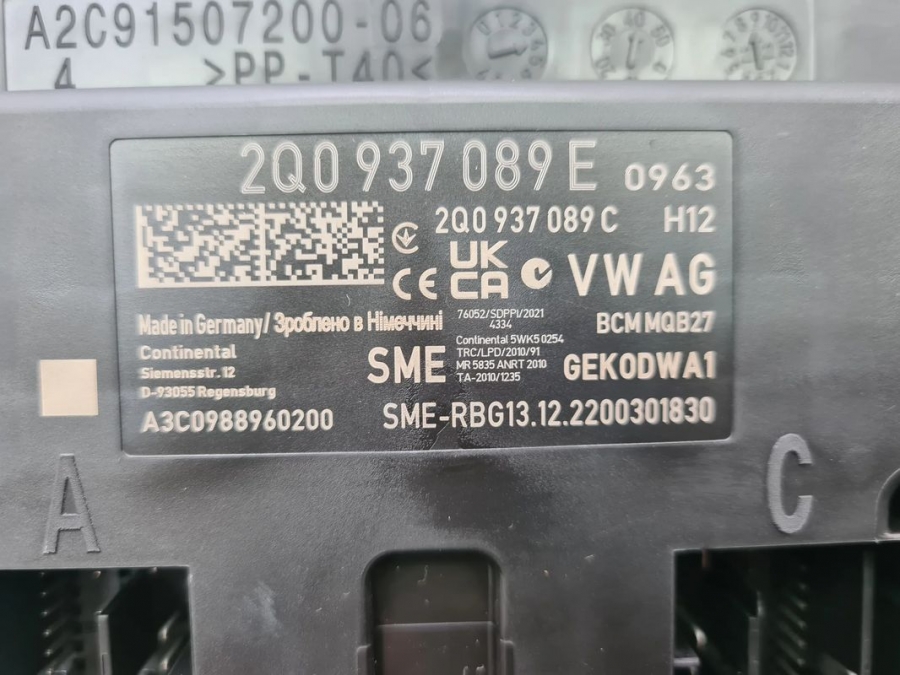 A2C91507200-06
4 >PP-T40<
2Q0 937 089 E 0963
2Q0 937 089 C H12
UK
CA
CE
VW AG
Made in Germany/ Зроблено в Німеччині
76052/SDPPI/2021
4334
BCM MQB27
Continental
Siemensstr. 12
D-93055 Regensburg
SME
Continental 5WK5 0254
TRC/LPD/2010/91
MR 5835 ANRT 2010
TA-2010/1235
GEK0DWA1
A3C0988960200
SME-RBG13.12.2200301830
A
C